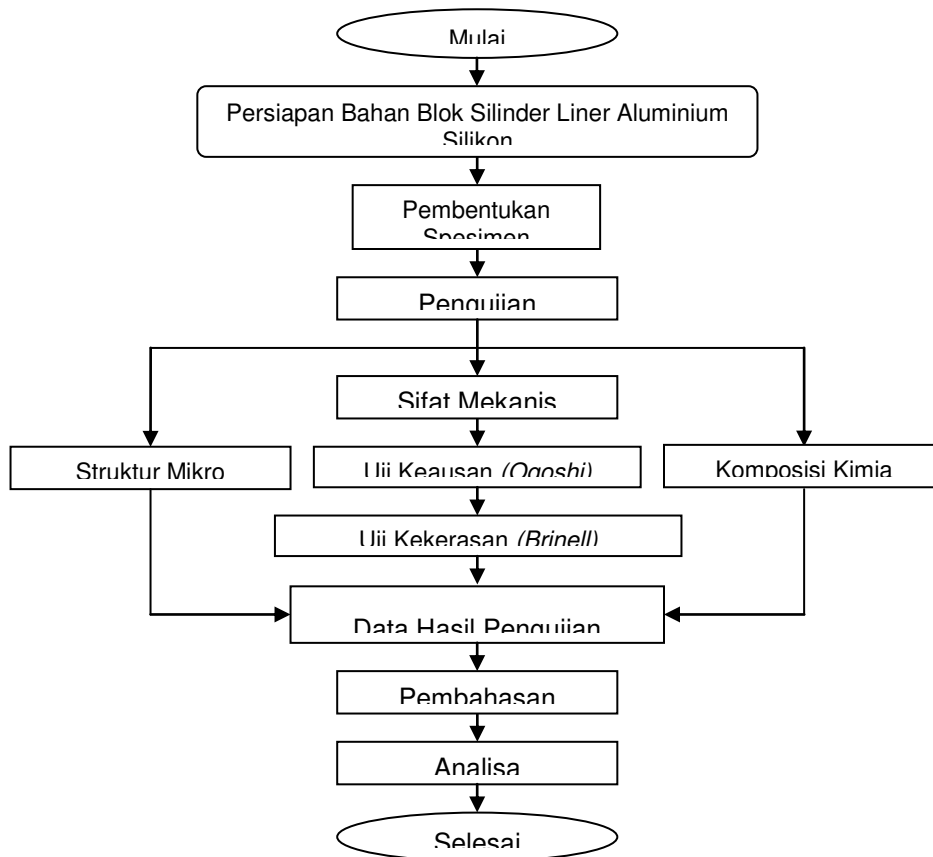 Mulai
Persiapan Bahan Blok Silinder Liner Aluminium
Silikon
Pembentukan
Spesimen
Pengujian
Sifat Mekanis
Struktur Mikro
Uji Keausan (Ogoshi)
Komposisi Kimia
Uji Kekerasan (Brinell)
Data Hasil Pengujian
Pembahasan
Analisa
Selesai